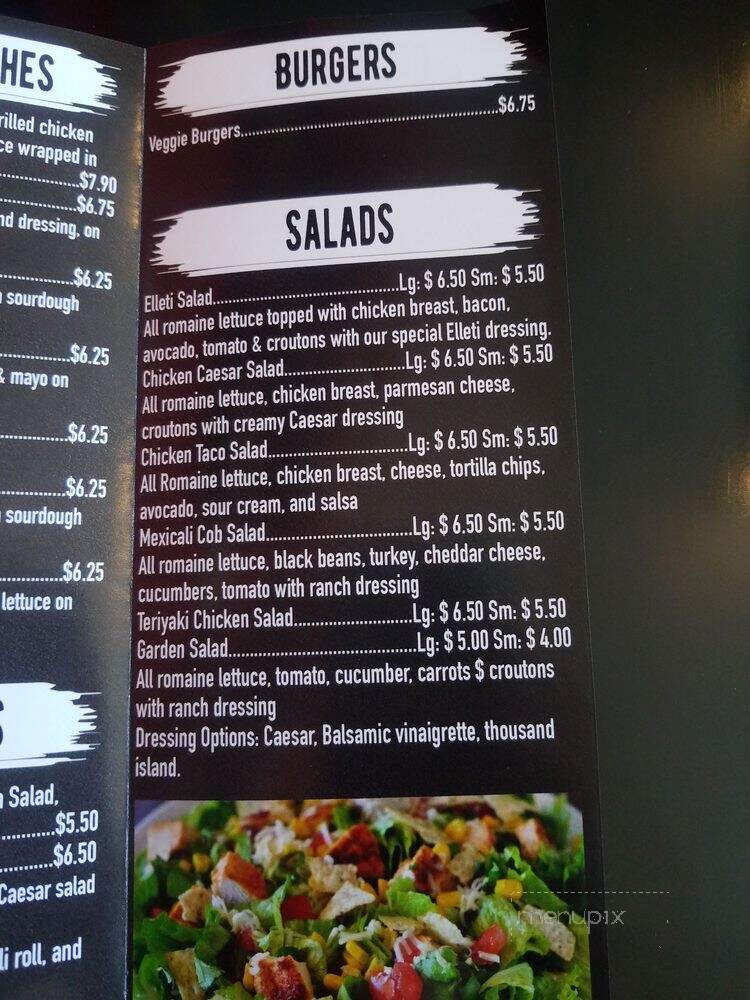 HES
rilled chicken
ce wrapped in
$7.90
$6.75
nd dressing, on
$6.25
sourdough
$6.25
& mayo on
$6.25
$6.25
sourdough
$6.25
lettuce on
S
Salad,
$5.50
$6.50
Caesar salad
li roll, and
BURGERS
Veggie Burgers..........$6.75
SALADS
Elleti Salad..........Lg: $ 6.50 Sm: $ 5.50
All romaine lettuce topped with chicken breast, bacon,
avocado, tomato & croutons with our special Elleti dressing.
Chicken Caesar Salad..........Lg: $ 6.50 Sm: $ 5.50
All romaine lettuce, chicken breast, parmesan cheese,
croutons with creamy Caesar dressing
Chicken Taco Salad..........Lg: $ 6.50 Sm: $ 5.50
All Romaine lettuce, chicken breast, cheese, tortilla chips,
avocado, sour cream, and salsa
Mexicali Cob Salad..........Lg: $ 6.50 Sm: $ 5.50
All romaine lettuce, black beans, turkey, cheddar cheese,
cucumbers, tomato with ranch dressing
Teriyaki Chicken Salad..........Lg: $ 6.50 Sm: $ 5.50
Garden Salad..........Lg: $ 5.00 Sm: $ 4.00
All romaine lettuce, tomato, cucumber, carrots $ croutons
with ranch dressing
Dressing Options: Caesar, Balsamic vinaigrette, thousand
island.
menupix